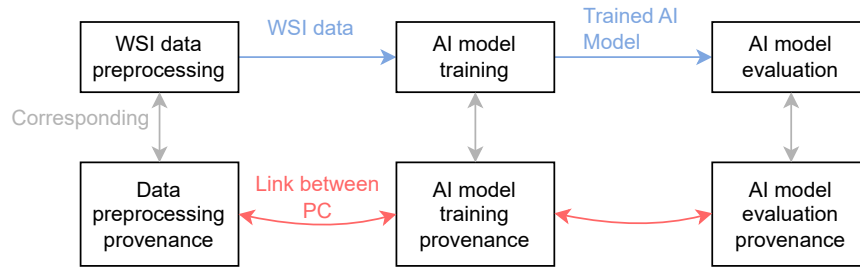 WSI data
preprocessing
WSI data
AI model
training
Trained AI
Model
AI model
evaluation
Corresponding
Data
preprocessing
provenance
Link between
PC
AI model
training
provenance
AI model
evaluation
provenance